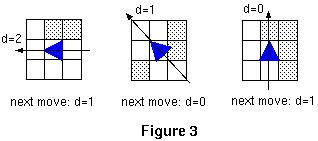 d=2
d=1
d=0
next move: d=1
next move: d=0
next move: d=1
Figure 3